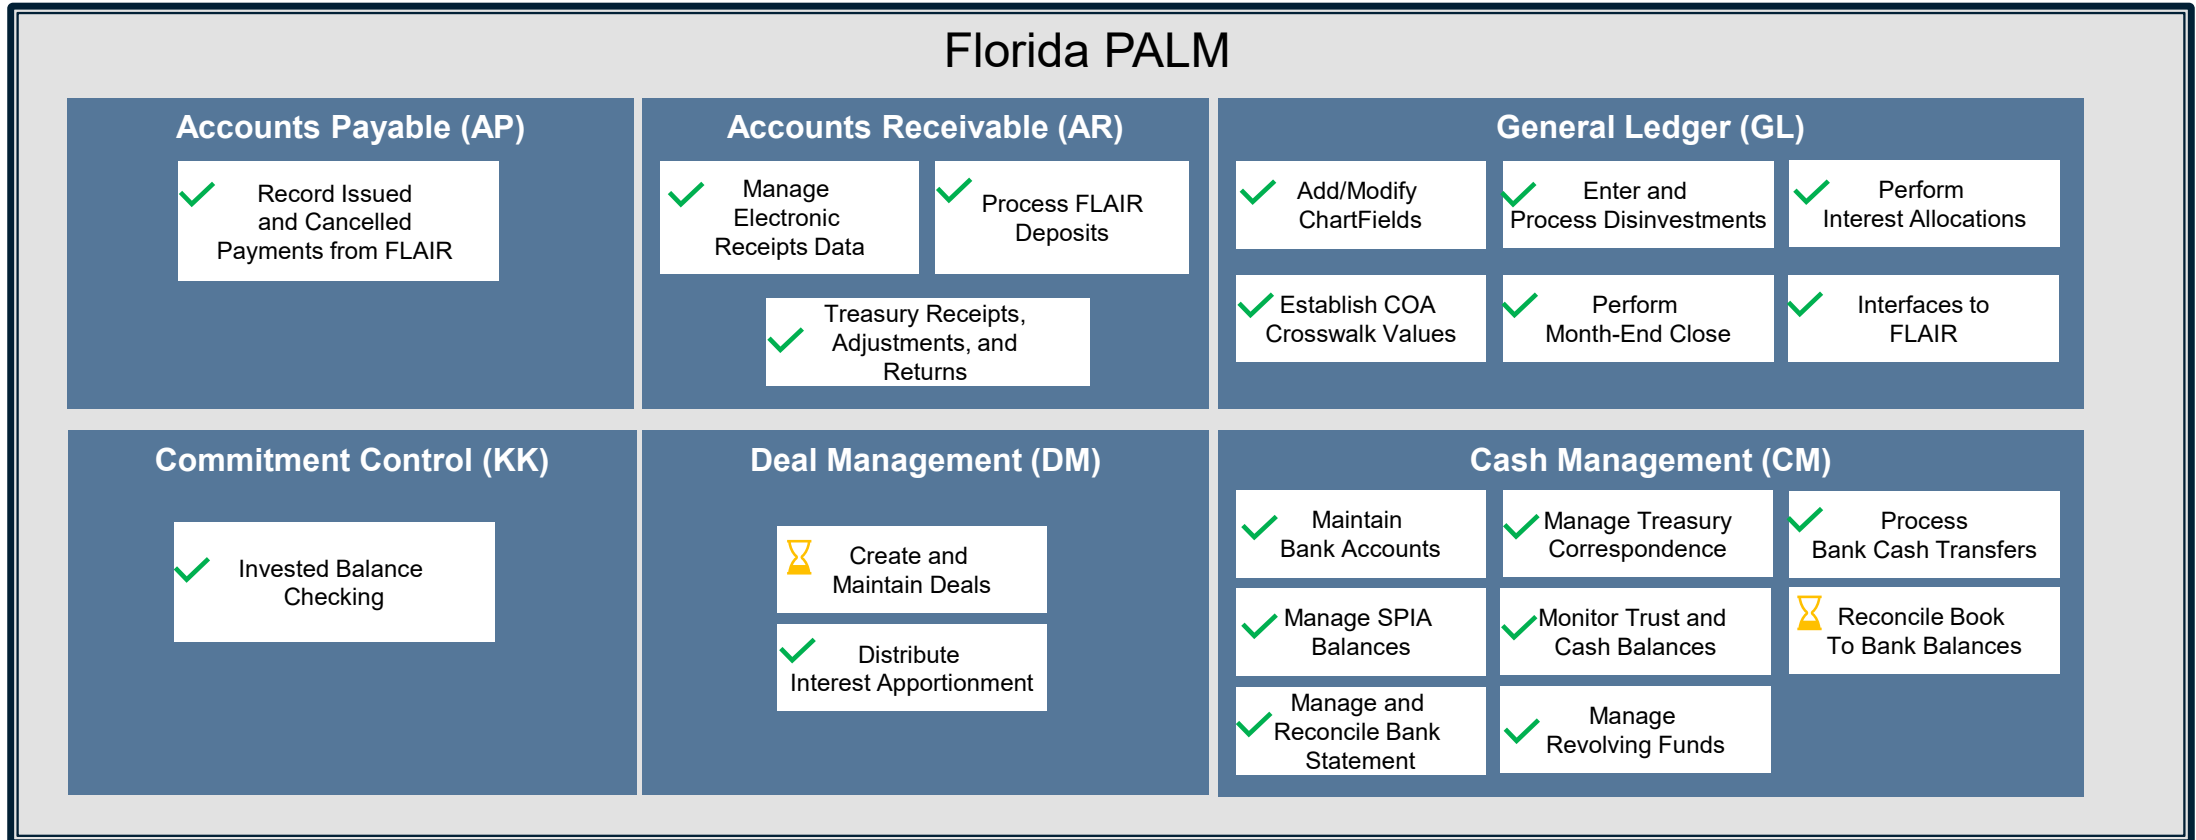 Florida PALM
Accounts Payable (AP)
Record Issued
and Cancelled
Payments from FLAIR
Accounts Receivable (AR)
Manage
Electronic
Receipts Data
Process FLAIR
Deposits
Treasury Receipts,
Adjustments, and
Returns
General Ledger (GL)
Add/Modify
ChartFields
Enter and
Process Disinvestments
Perform
Interest Allocations
Establish COA
Crosswalk Values
Perform
Month-End Close
Interfaces to
FLAIR
Commitment Control (KK)
Invested Balance
Checking
Deal Management (DM)
Create and
Maintain Deals
Distribute
Interest Apportionment
Cash Management (CM)
Maintain
Bank Accounts
Manage Treasury
Correspondence
Process
Bank Cash Transfers
Manage SPIA
Balances
Monitor Trust and
Cash Balances
Reconcile Book
To Bank Balances
Manage and
Reconcile Bank
Statement
Manage
Revolving Funds